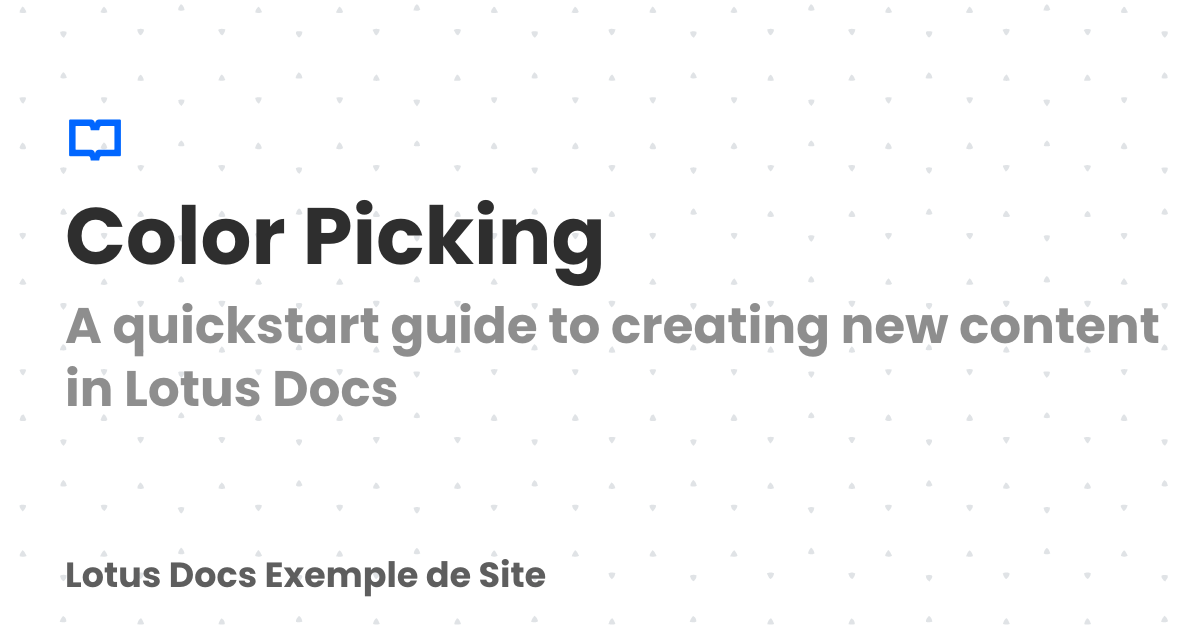 Color Picking
A quickstart guide to creating new content
in Lotus Docs
Lotus Docs Exemple de Site